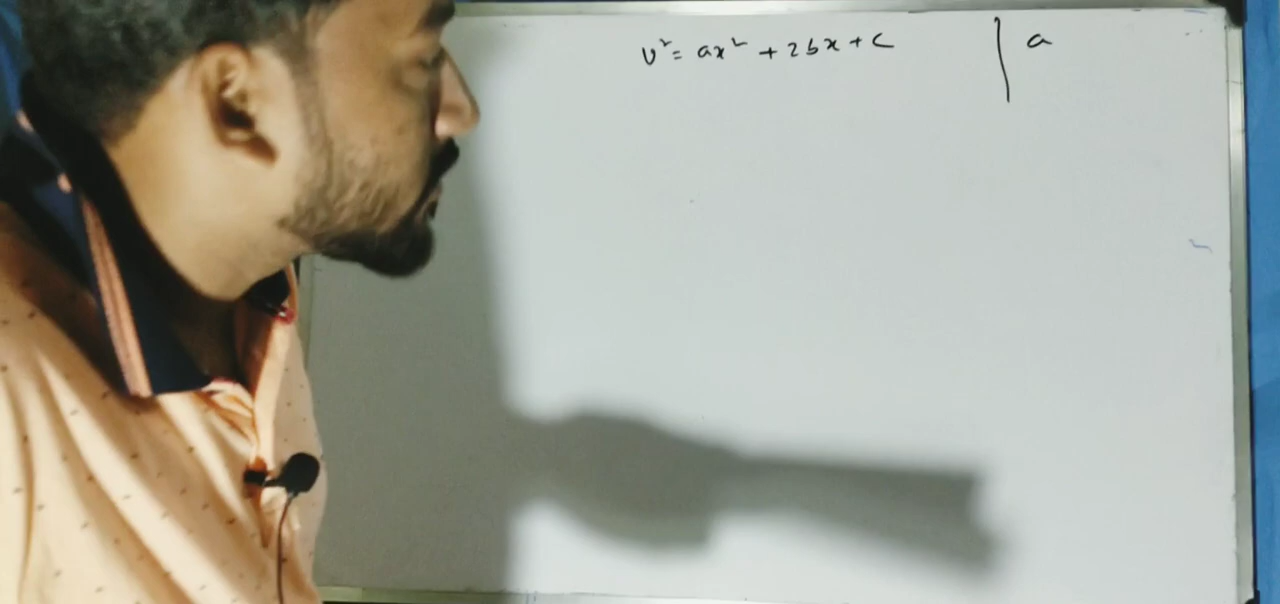 v² = ax² + 2bx + c | a